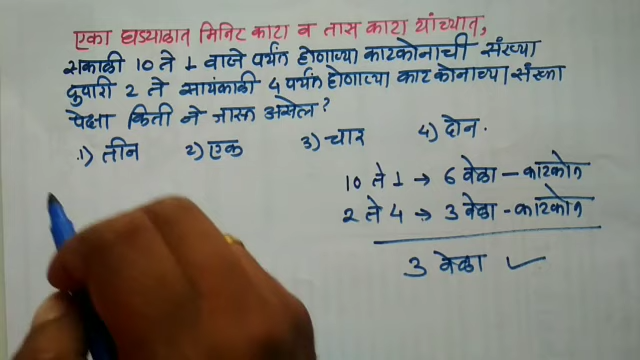 एका घड्याळात मिनिट काटा व तास काटा यांच्यात,
सकाळी 10 ते 1 वाजे पर्यंत होणाऱ्या काटकोनाची संख्या
दुपारी 2 ते सायंकाळी 4 पर्यंत होणाऱ्या काटकोनाच्या संख्या
पेक्षा किती ने जास्त असेल?
1) तीन 2) एक 3) चार 4) दोन.
10 ते 1 → 6 वेळा – काटकोन
2 ते 4 → 3 वेळा - काटकोन
3 वेळा ✓